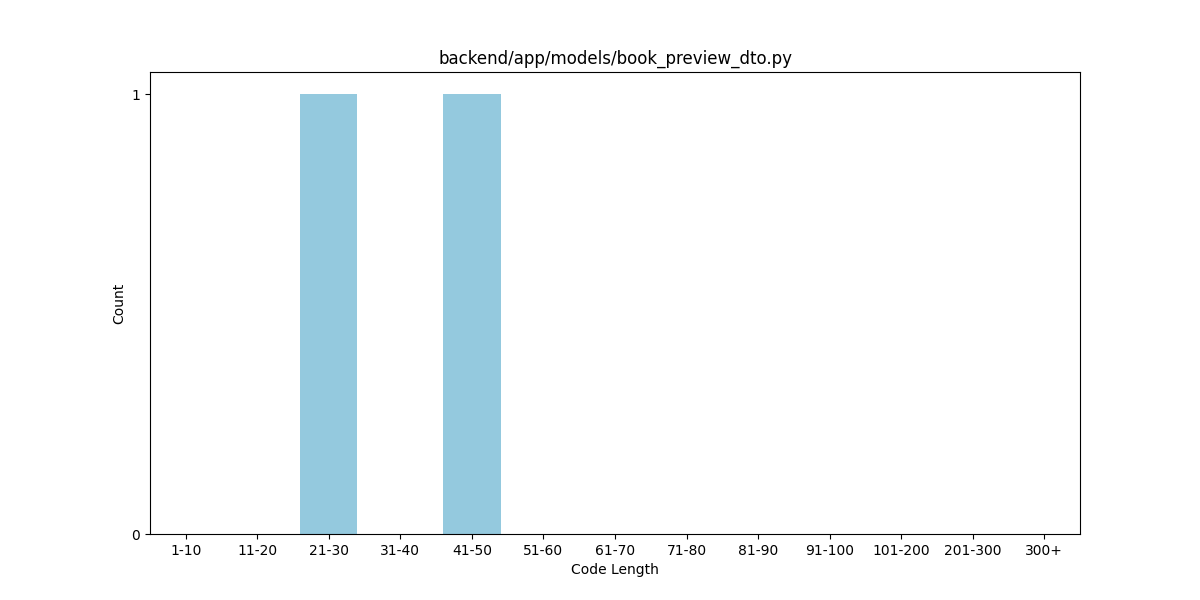 backend/app/models/book_preview_dto.py
1
Count
0
1-10 11-20 21-30 31-40 41-50 51-60 61-70 71-80 81-90 91-100 101-200 201-300 300+
Code Length